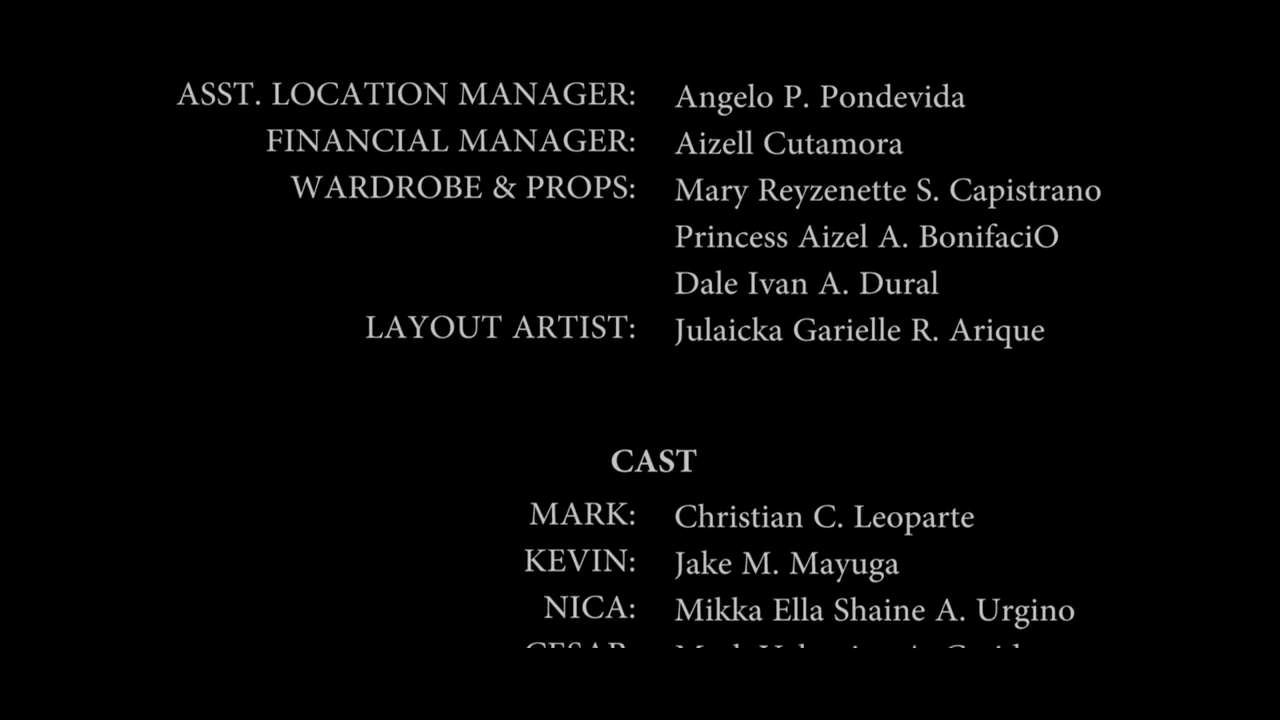 ASST. LOCATION MANAGER: Angelo P. Pondevida
FINANCIAL MANAGER: Aizell Cutamora
WARDROBE & PROPS: Mary Reyzenette S. Capistrano
Princess Aizel A. BonifaciO
Dale Ivan A. Dural
LAYOUT ARTIST: Julaicka Garielle R. Arique
CAST
MARK: Christian C. Leoparte
KEVIN: Jake M. Mayuga
NICA: Mikka Ella Shaine A. Urgino
CESAR: